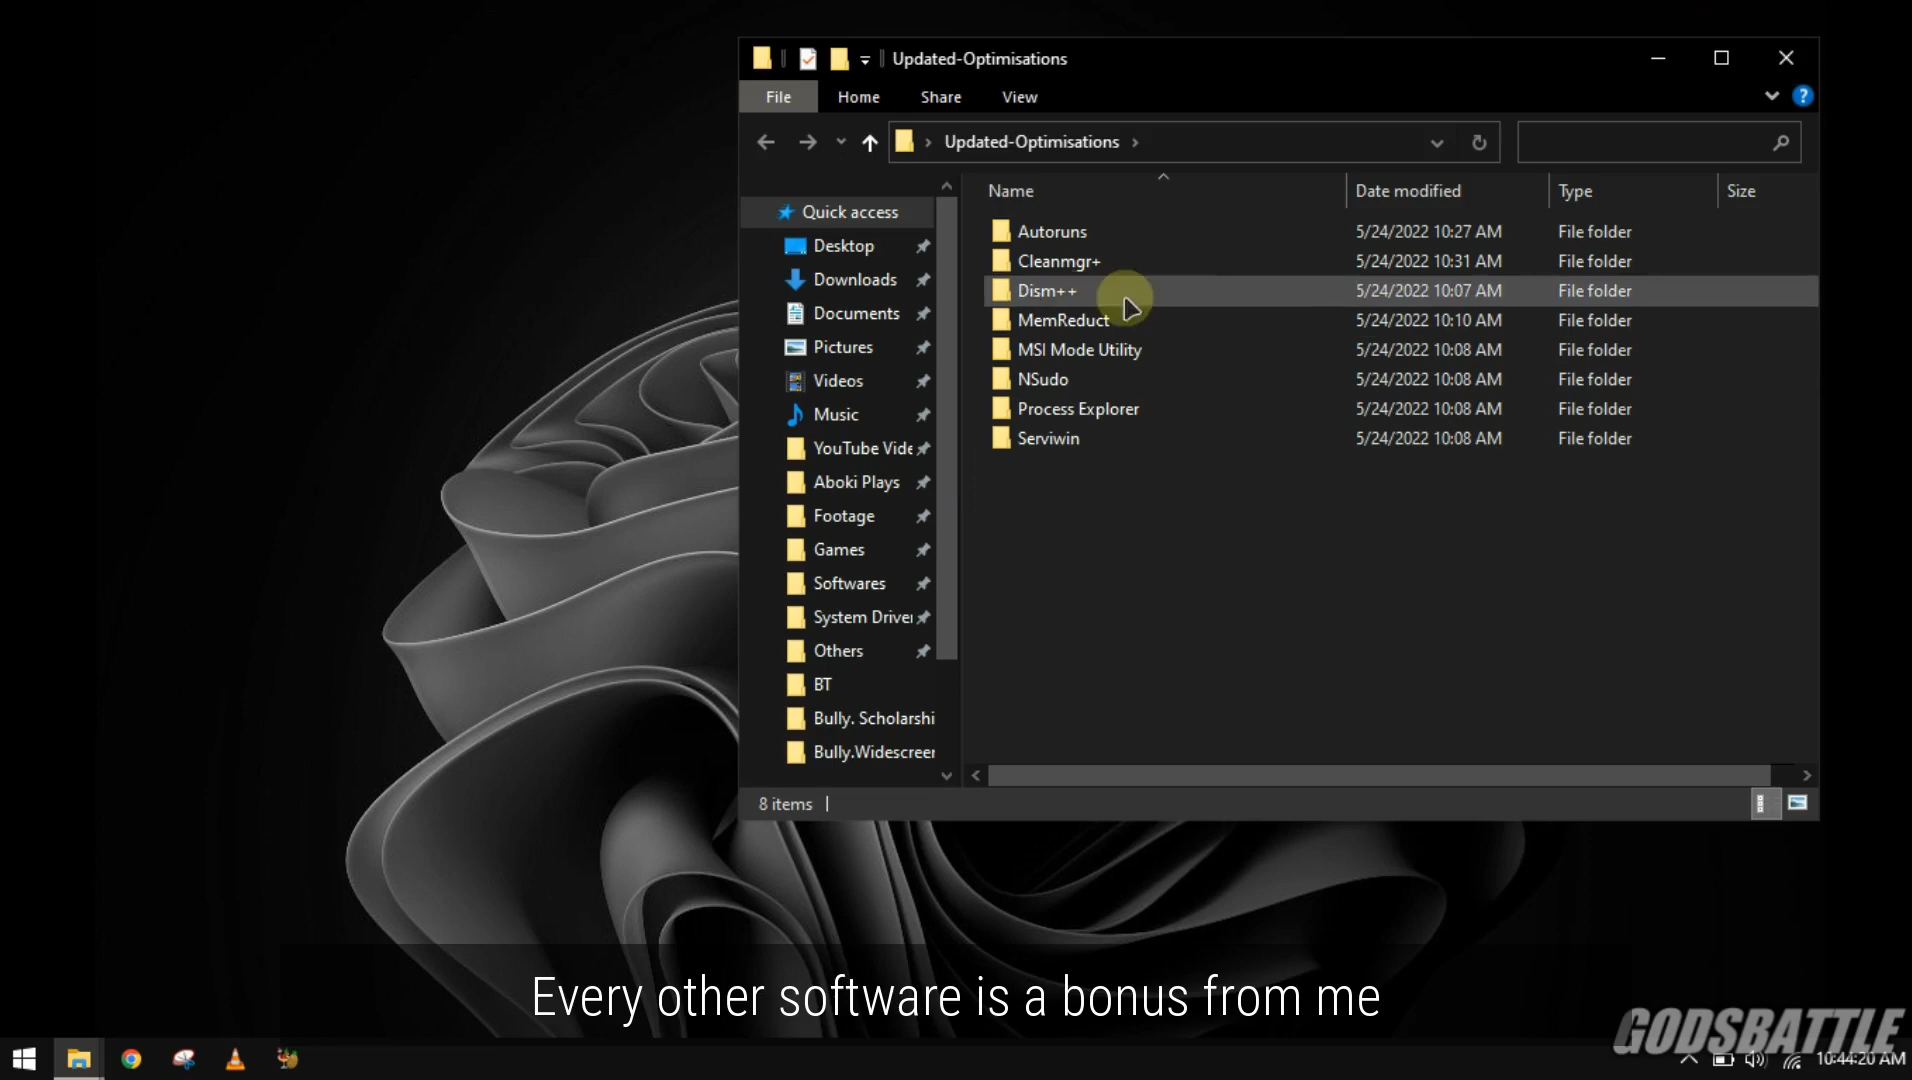 Updated-Optimisations
File
Home
Share
View
Updated-Optimisations
Name
Date modified
Type
Size
Quick access
Desktop
Downloads
Documents
Pictures
Videos
Music
YouTube Vide
Aboki Plays
Footage
Games
Softwares
System Driver
Others
BT
Bully. Scholarshi
Bully.Widescreer
Autoruns 5/24/2022 10:27 AM File folder
Cleanmgr+ 5/24/2022 10:31 AM File folder
Dism++ 5/24/2022 10:07 AM File folder
MemReduct 5/24/2022 10:10 AM File folder
MSI Mode Utility 5/24/2022 10:08 AM File folder
NSudo 5/24/2022 10:08 AM File folder
Process Explorer 5/24/2022 10:08 AM File folder
Serviwin 5/24/2022 10:08 AM File folder
8 items
Every other software is a bonus from me
GODSBATTLE
10:44:20 AM